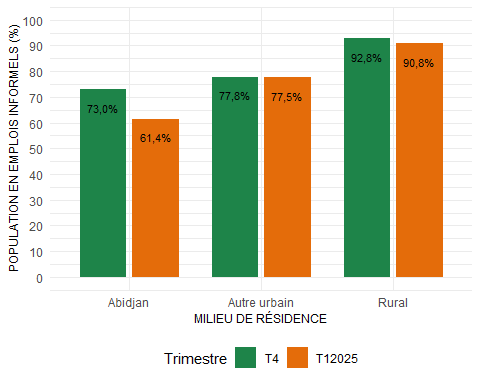 POPULATION EN EMPLOIS INFORMELS (%)
100
90
80
70
60
50
40
30
20
10
0
73,0%
61,4%
77,8%
77,5%
92,8%
90,8%
Abidjan
Autre urbain
Rural
MILIEU DE RÉSIDENCE
Trimestre
T4
T12025